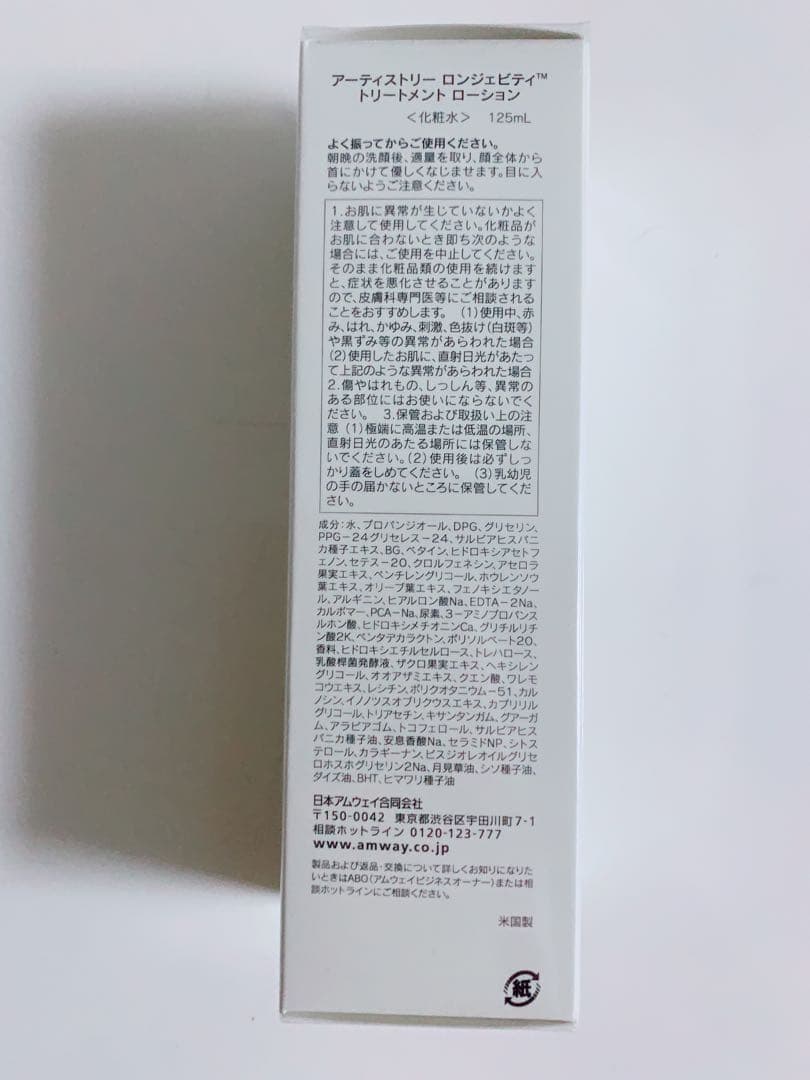 アーティストリー ロンジェビティ™
トリートメント ローション
＜化粧水＞ 125mL
よく振ってからご使用ください。
朝晩の洗顔後、適量を取り、顔全体から
首にかけて優しくなじませます。目に入
らないようご注意ください。
1.お肌に異常が生じていないかよく
注意して使用してください。化粧品が
お肌に合わないとき即ち次のような
場合には、ご使用を中止してください。
そのまま化粧品類の使用を続けます
と、症状を悪化させることがあります
ので、皮膚科専門医等にご相談される
ことをおすすめします。 (1)使用中、赤
み、はれ、かゆみ、刺激、色抜け(白斑等)
や黒ずみ等の異常があらわれた場合
(2)使用したお肌に、直射日光があたっ
て上記のような異常があらわれた場合
2.傷やはれもの、しっしん等、異常の
ある部位にはお使いにならないでく
ださい。 3.保管および取扱い上の注
意 (1)極端に高温または低温の場所、
直射日光のあたる場所には保管しな
いでください。(2)使用後は必ずしっ
かり蓋をしめてください。 (3)乳幼児
の手の届かないところに保管してくだ
さい。
成分：水、プロパンジオール、DPG、グリセリン、
PPG－24グリセレス－24、サルビアヒスパニ
カ種子エキス、BG、ベタイン、ヒドロキシアセトフ
ェノン、セテス－20、クロルフェネシン、アセロラ
果実エキス、ペンチレングリコール、ホウレンソウ
葉エキス、オリーブ葉エキス、フェノキシエタノー
ル、アルギニン、ヒアルロン酸Na、EDTA－2Na、
カルボマー、PCA－Na、尿素、3－アミノプロパンス
ルホン酸、ヒドロキシメチオニンCa、グリチルリチ
ン酸2K、ペンタデカラクトン、ポリソルベート20、
香料、ヒドロキシエチルセルロース、トレハロース、
乳酸桿菌発酵液、ザクロ果実エキス、ヘキシレン
グリコール、オオアザミエキス、クエン酸、ワレモ
コウエキス、レシチン、ポリクオタニウム－51、カル
ノシン、イノノツスオブリクウスエキス、カプリリル
グリコール、トリアセチン、キサンタンガム、グアーガ
ム、アラビアゴム、トコフェロール、サルビアヒス
パニカ種子油、安息香酸Na、セラミドNP、シトス
テロール、カラギーナン、ビスジオレオイルグリセ
ロホスホグリセリン2Na、月見草油、シソ種子油、
ダイズ油、BHT、ヒマワリ種子油
日本アムウェイ合同会社
〒150-0042 東京都渋谷区宇田川町7-1
相談ホットライン 0120-123-777
www.amway.co.jp
製品および返品・交換について詳しくお知りになりた
いときはABO（アムウェイビジネスオーナー）または相
談ホットラインにご相談ください。
米国製
紙